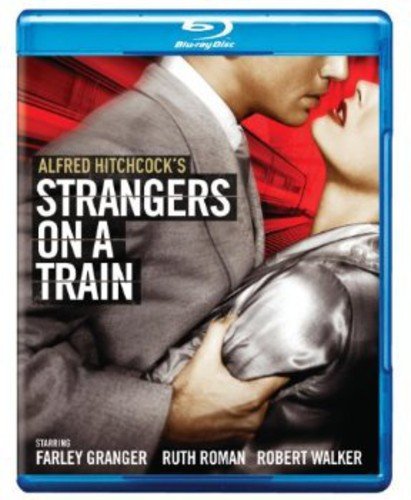 Blu-ray Disc
ALFRED HITCHCOCK'S
STRANGERS
ON A
TRAIN
STARRING
FARLEY GRANGER RUTH ROMAN ROBERT WALKER